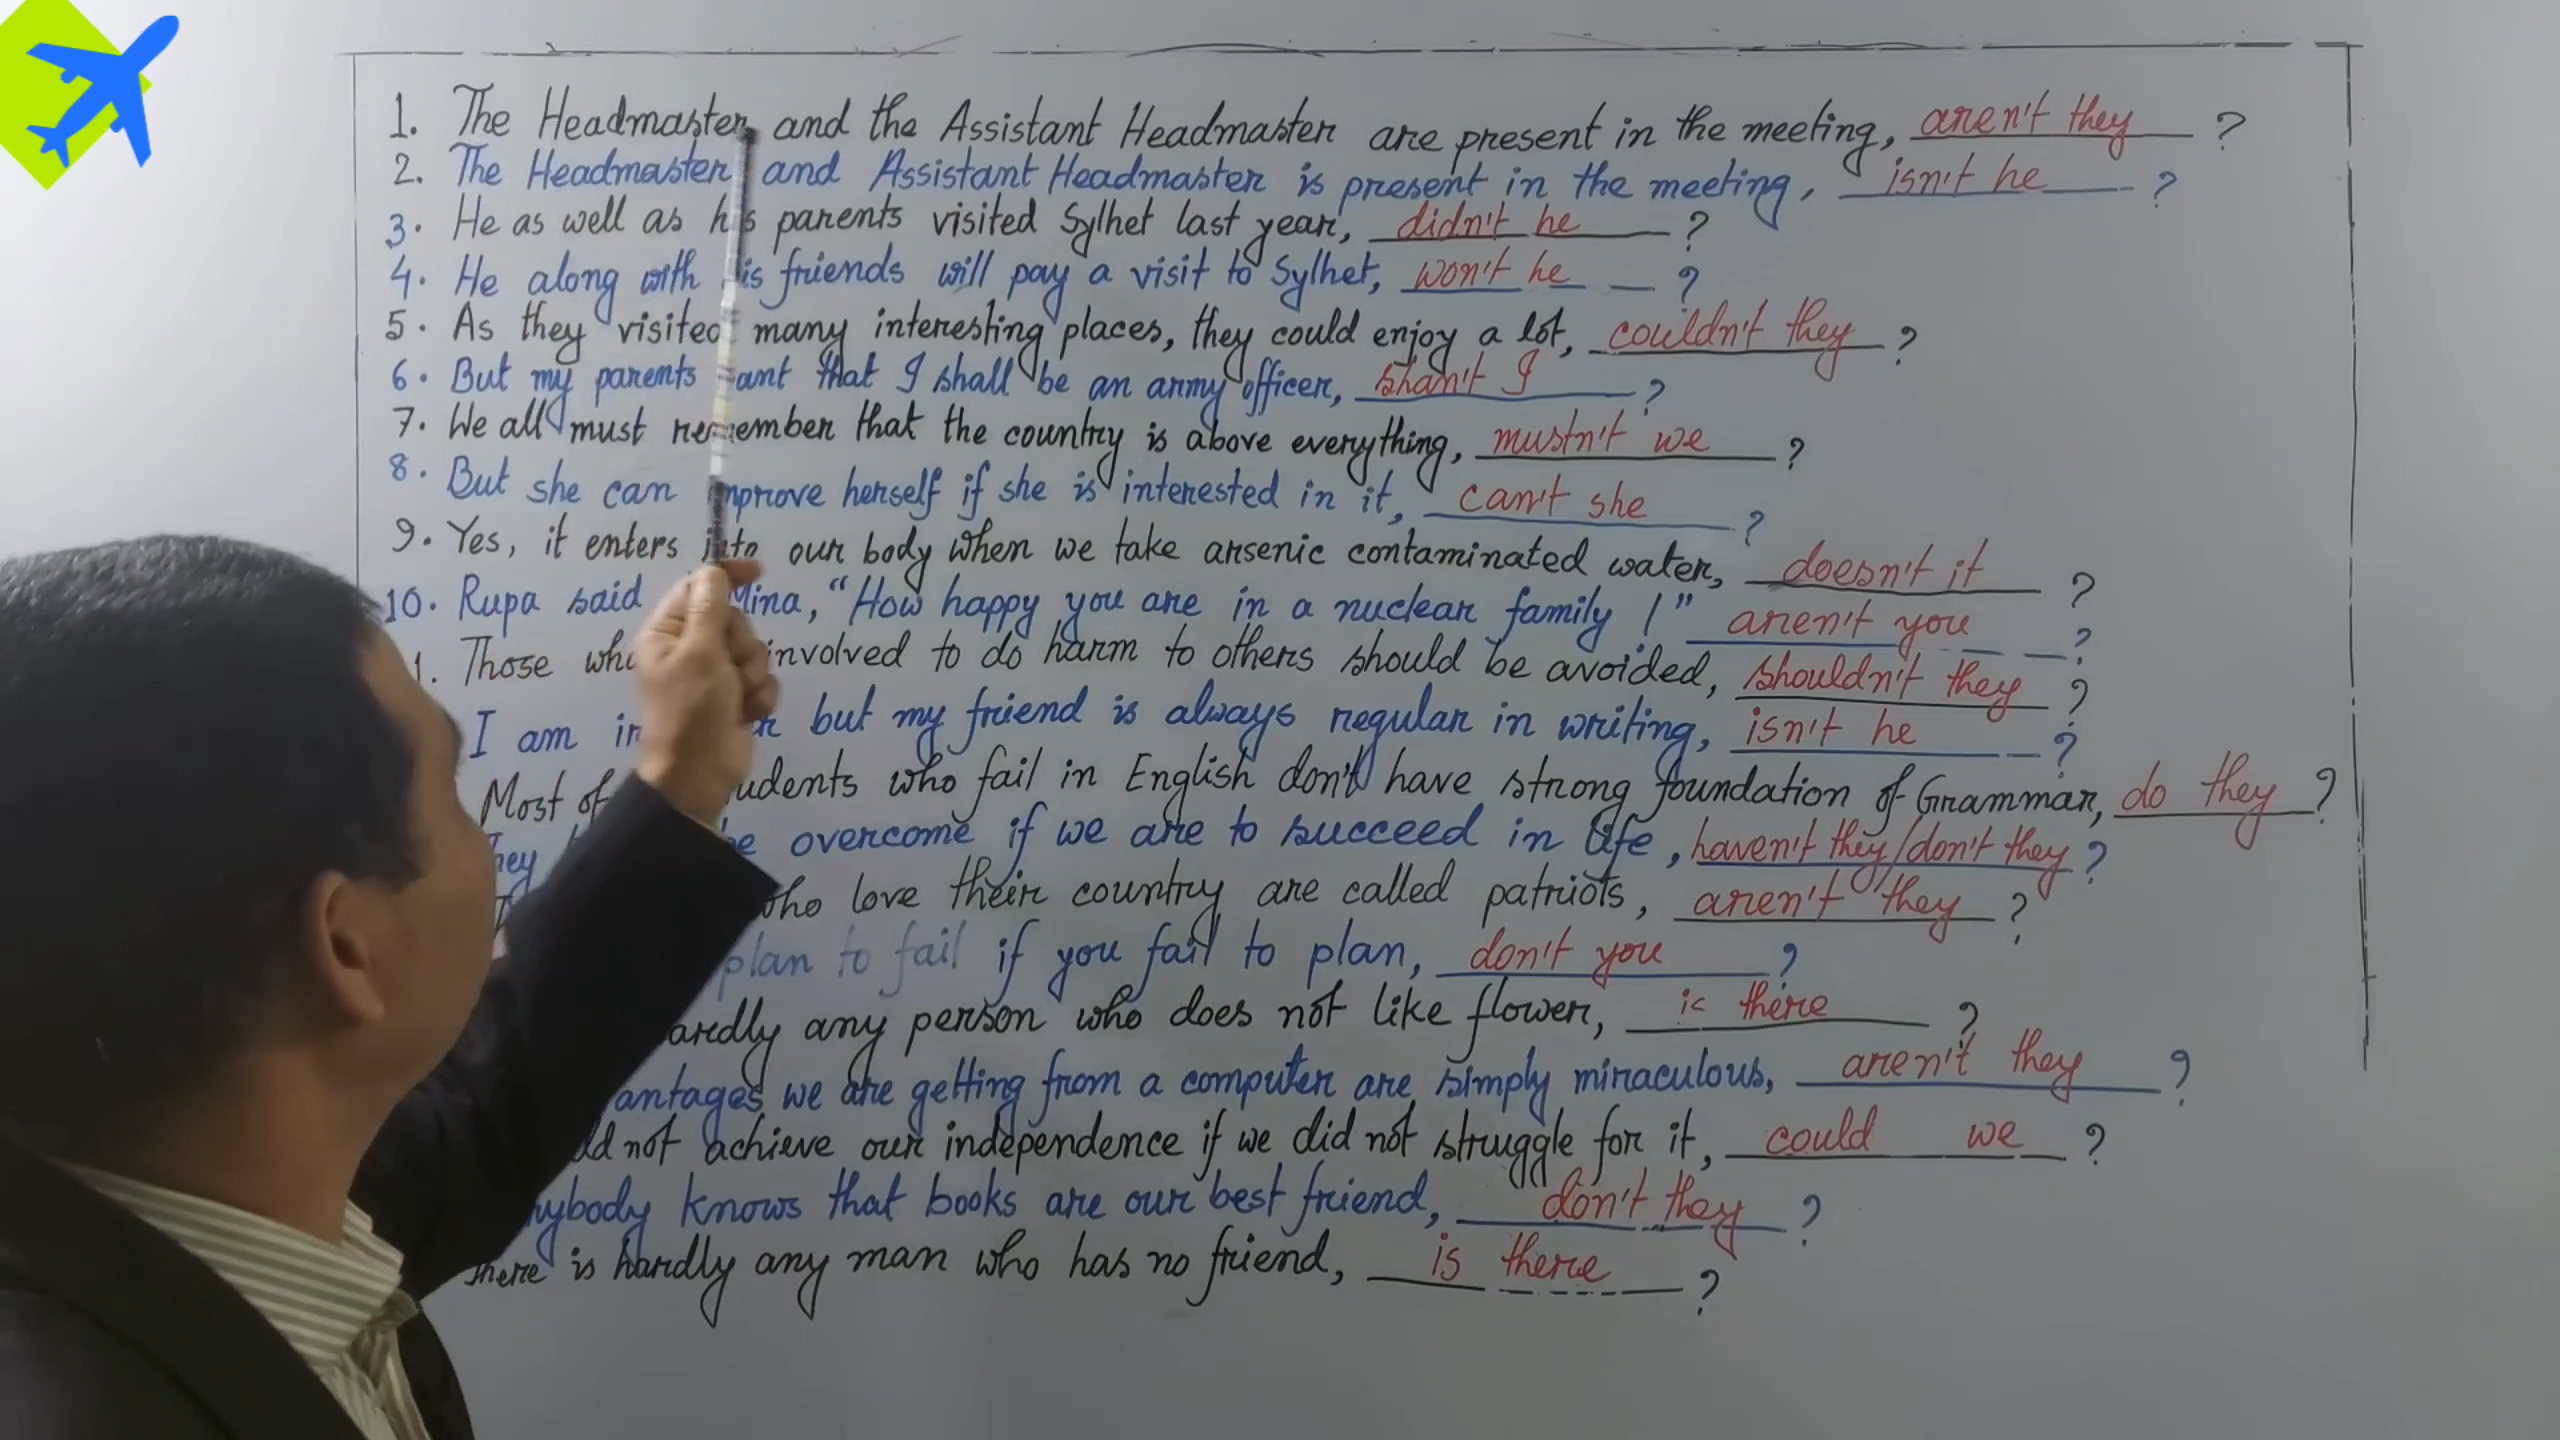 1. The Headmaster and the Assistant Headmaster are present in the meeting, aren't they ?
2. The Headmaster and Assistant Headmaster is present in the meeting, isn't he ?
3. He as well as his parents visited Sylhet last year, didn't he ?
4. He along with is friends will pay a visit to Sylhet, won't he ?
5. As they visited many interesting places, they could enjoy a lot, couldn't they ?
6. But my parents ant that I shall be an army officer, shan't I ?
7. We all must remember that the country is above everything, mustn't we ?
8. But she can improve herself if she is interested in it, can't she ?
9. Yes, it enters into our body when we take arsenic contaminated water, doesn't it ?
10. Rupa said Mina, "How happy you are in a nuclear family !" aren't you ?
1. Those who involved to do harm to others should be avoided, shouldn't they ?
I am but my friend is always regular in writing, isn't he ?
Most of udents who fail in English don't have strong foundation of Grammar, do they ?
hey be overcome if we are to succeed in life, haven't they/don't they ?
who love their country are called patriots, aren't they ?
plan to fail if you fail to plan, don't you ?
ardly any person who does not like flower, is there ?
antages we are getting from a computer are simply miraculous, aren't they ?
ld not achieve our independence if we did not struggle for it, could we ?
rybody knows that books are our best friend, don't they ?
There is hardly any man who has no friend, is there ?